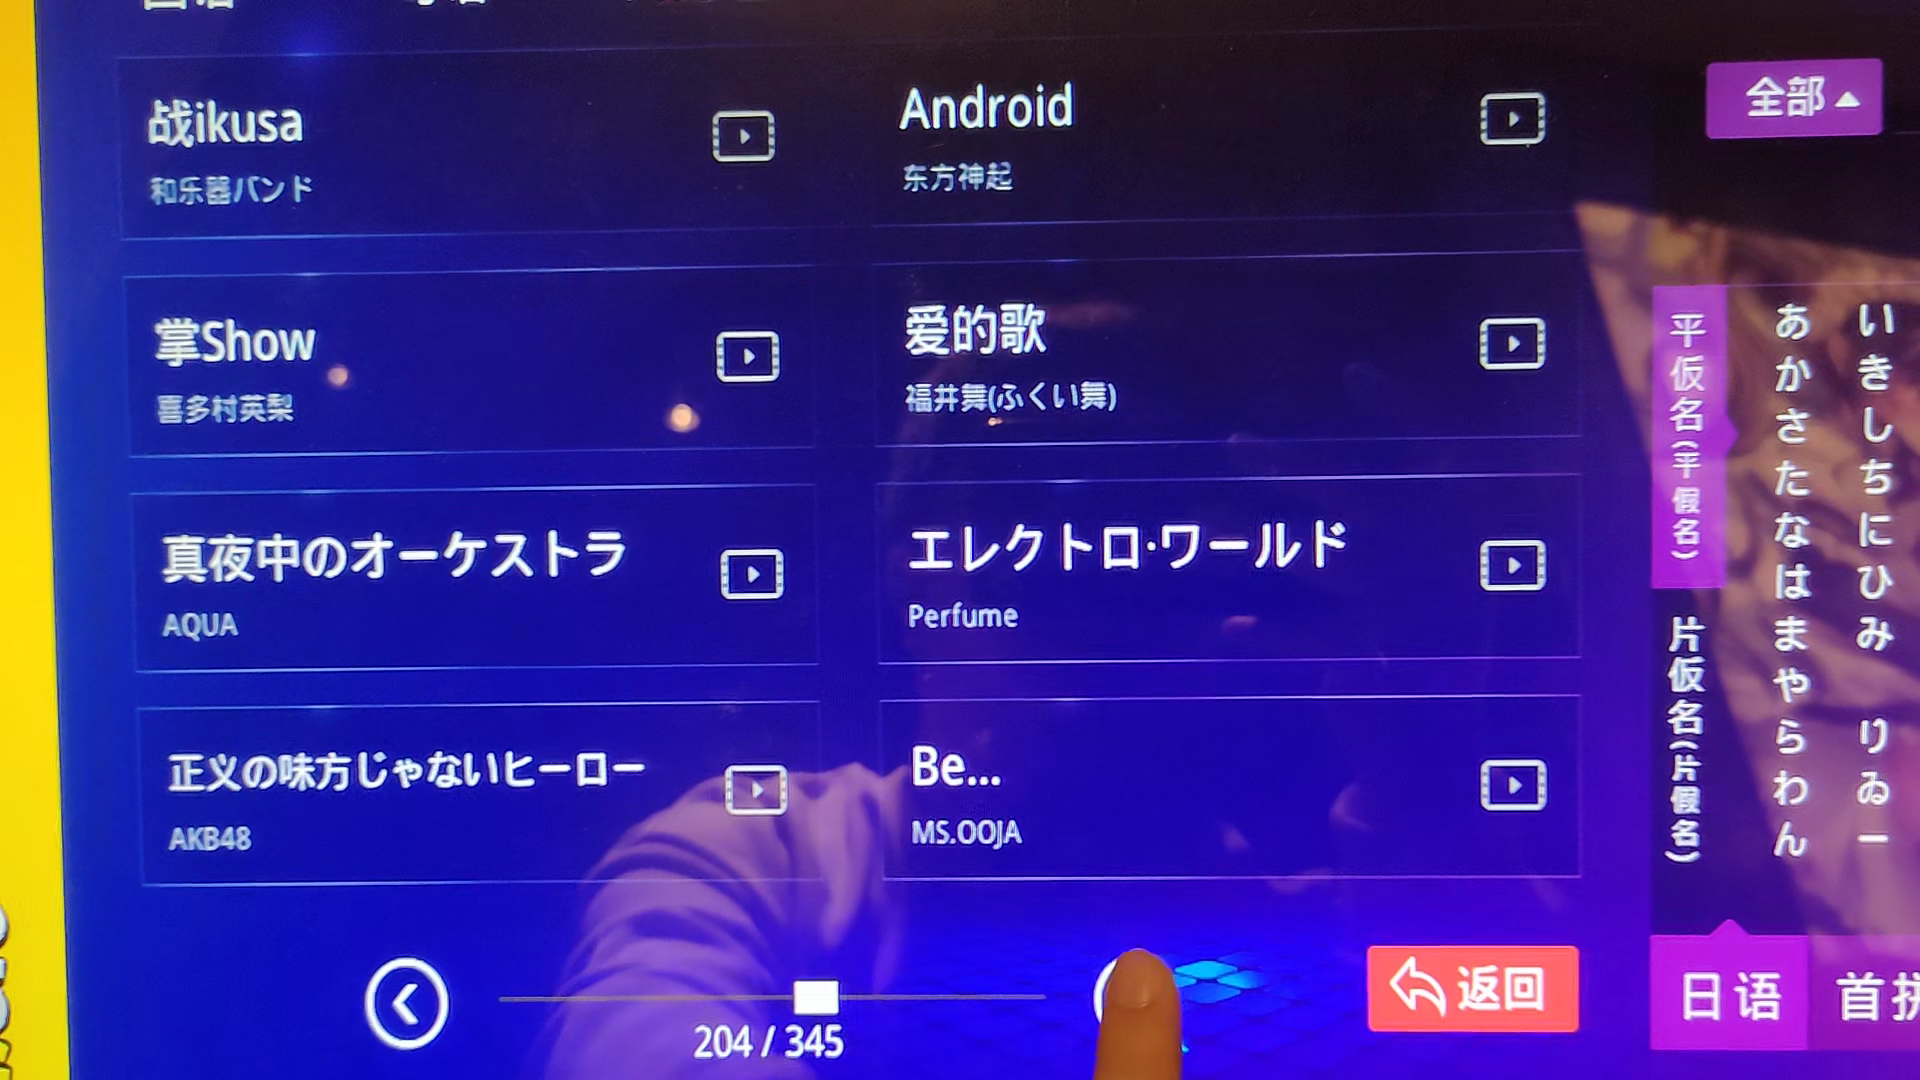 战ikusa
和乐器バンド
Android
东方神起
掌Show
喜多村英梨
爱的歌
福井舞(ふくい舞)
真夜中のオーケストラ
AQUA
エレクトロ·ワールド
Perfume
正义の味方じゃないヒーロー
AKB48
Be...
MS.OOJA
204 / 345
返回
全部
平仮名(平假名)
片仮名(片假名)
あかさたなはまやらわん
いきしちにひみ りゐー
日语
首拼